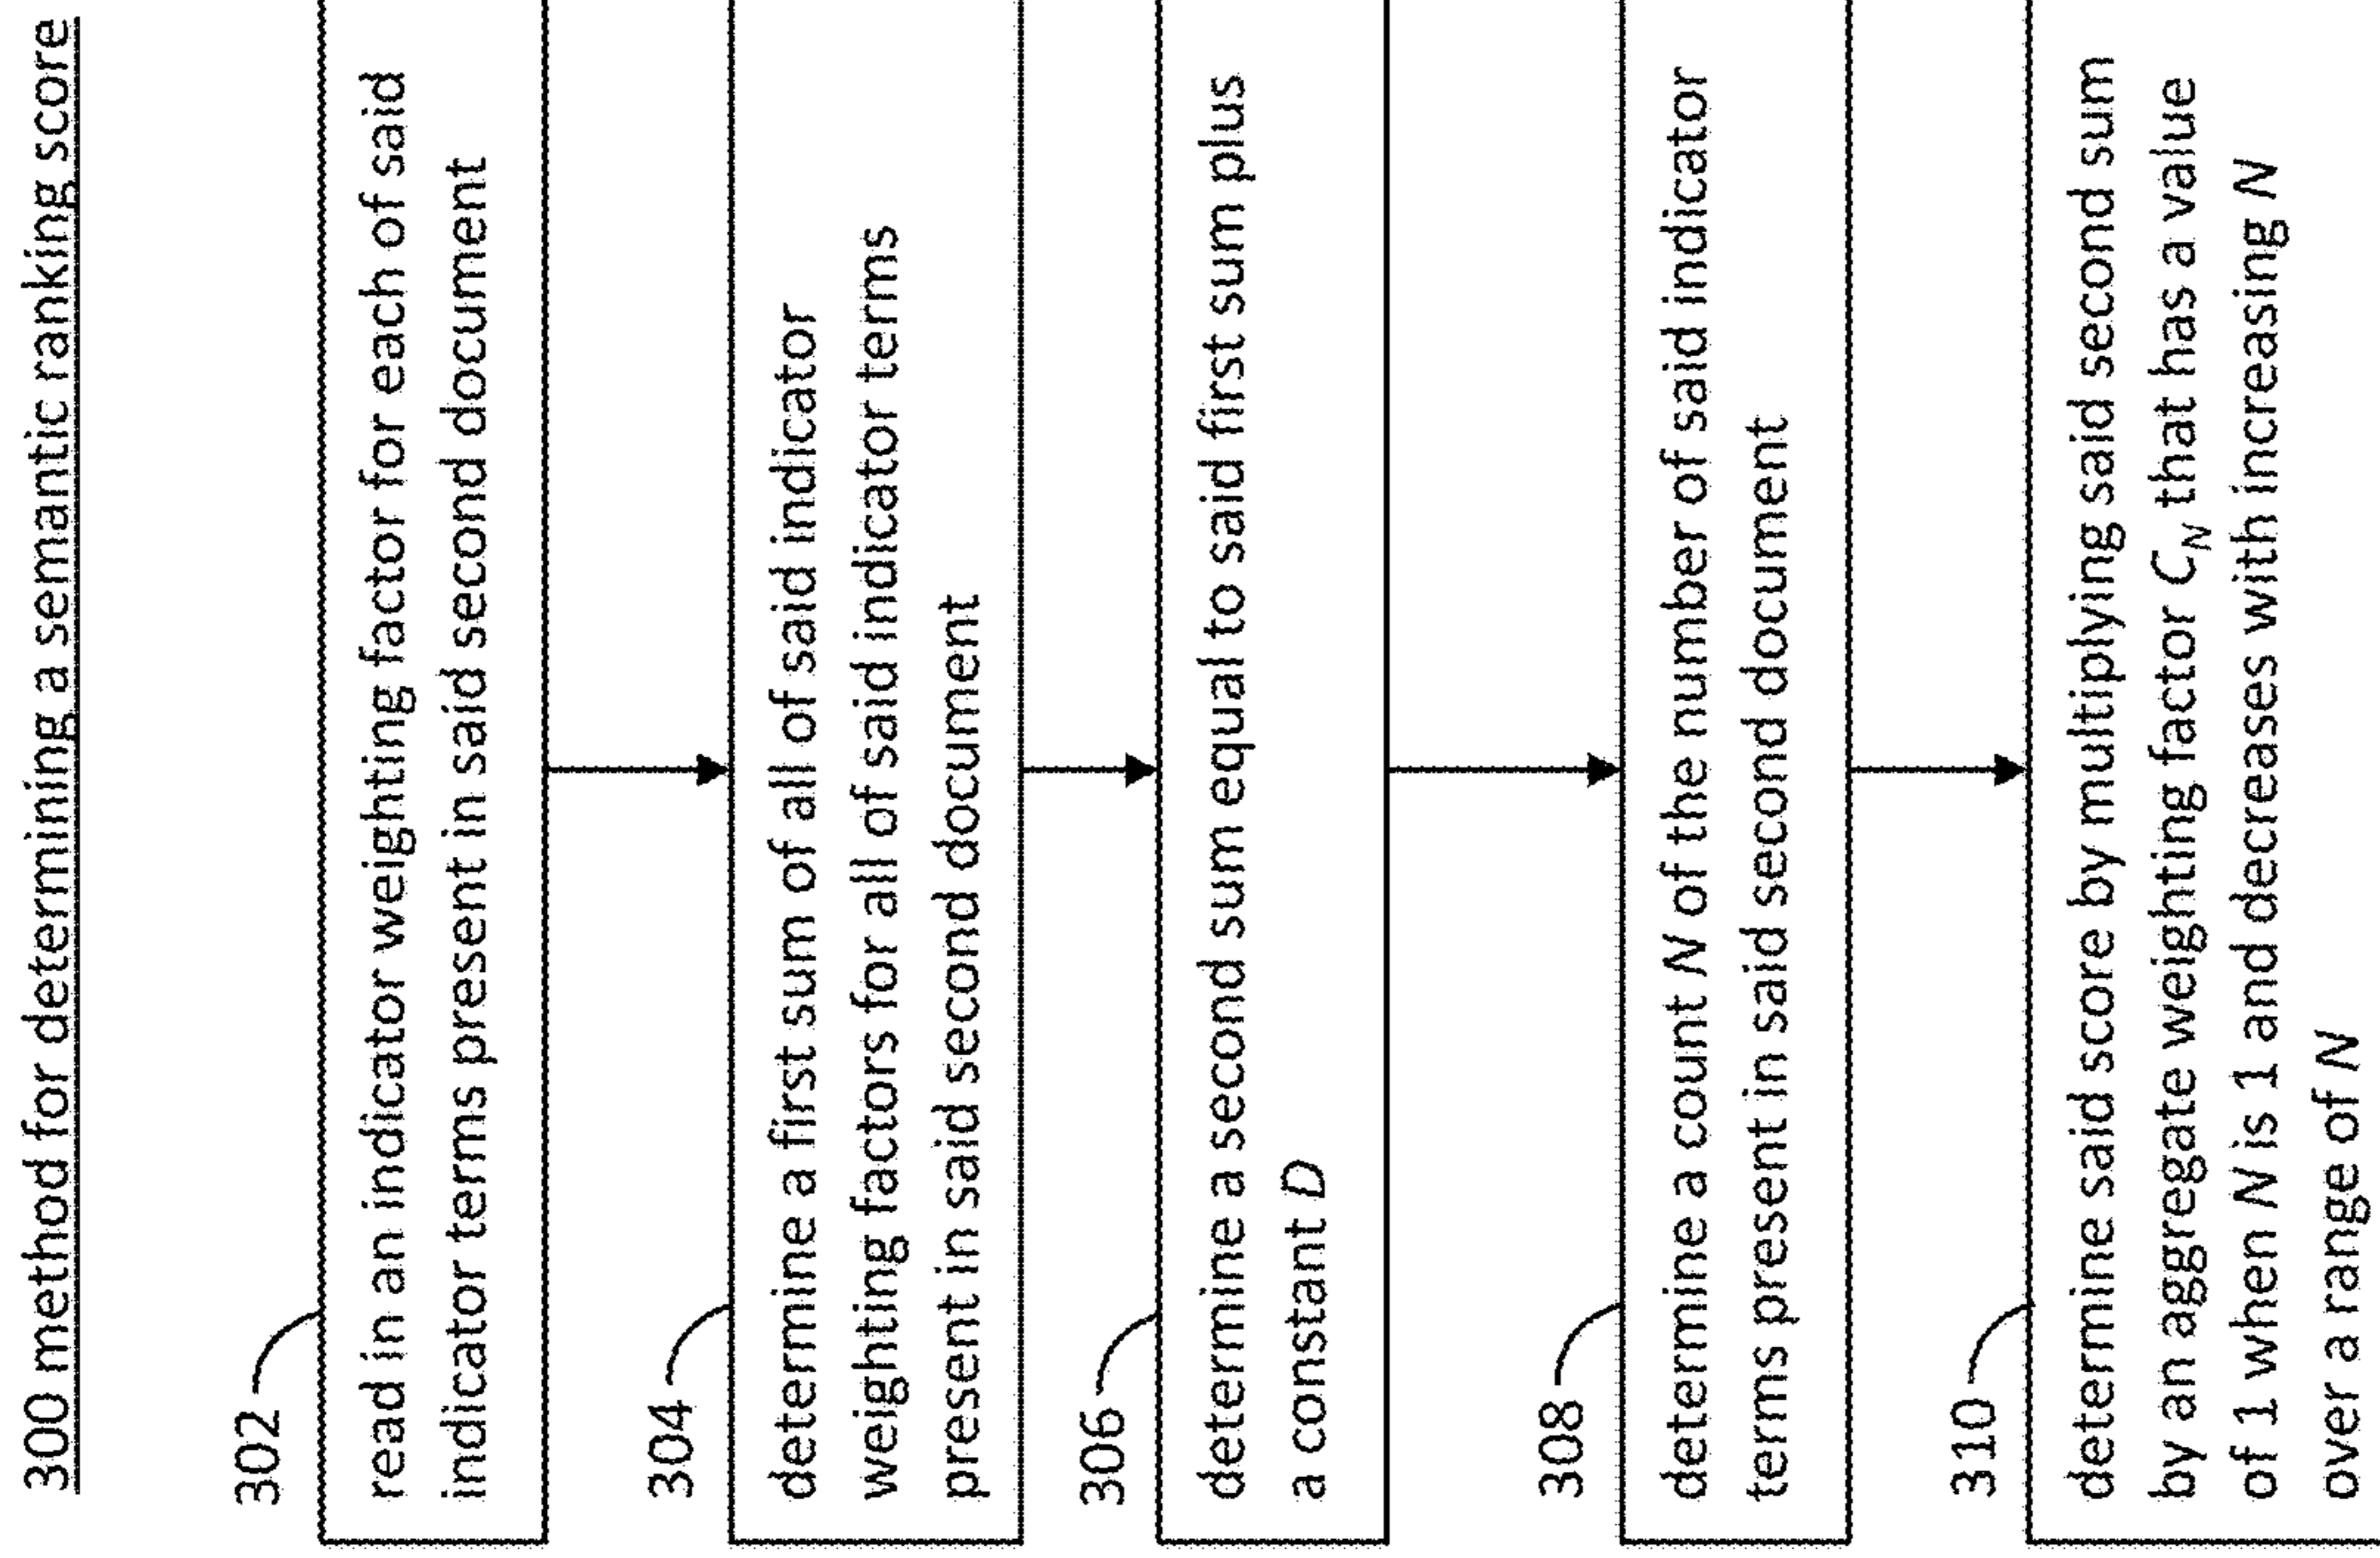 300 method for determining a semantic ranking score
302
read in an indicator weighting factor for each of said
indicator terms present in said second document
304
determine a first sum of all of said indicator
weighting factors for all of said indicator terms
present in said second document
306
determine a second sum equal to said first sum plus
a constant D
308
determine a count N of the number of said indicator
terms present in said second document
310
determine said score by multiplying said second sum
by an aggregate weighting factor C_N that has a value
of 1 when N is 1 and decreases with increasing N
over a range of N